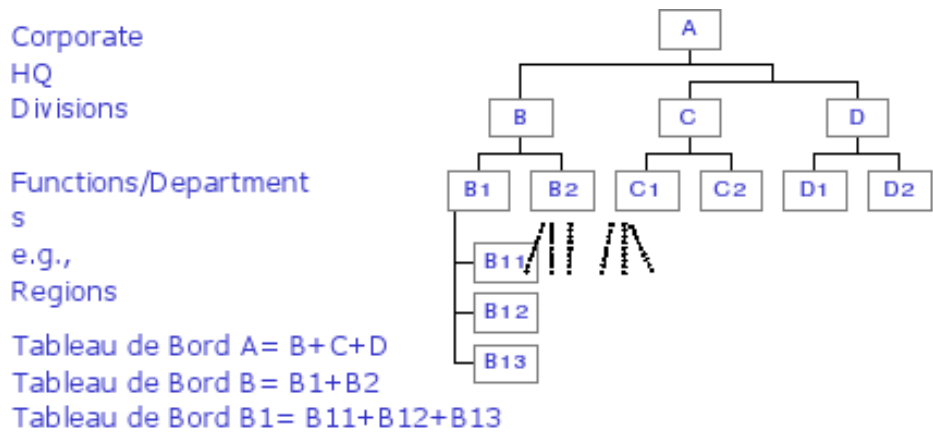 Corporate
HQ
Divisions
Functions/Department
s
e.g.,
Regions
A
B C D
B1 B2 C1 C2 D1 D2
B11
B12
B13
Tableau de Bord A= B+C+D
Tableau de Bord B= B1+B2
Tableau de Bord B1= B11+B12+B13